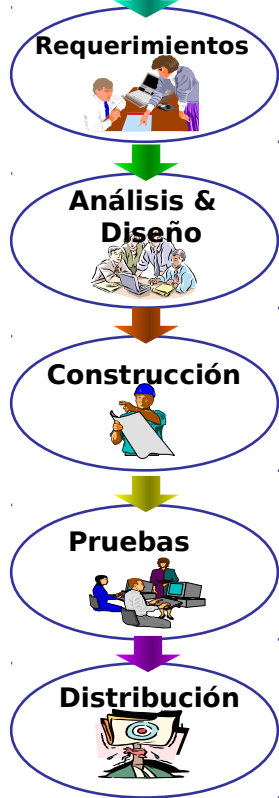 Requerimientos
Análisis &
Diseño
Construcción
Pruebas
Distribución